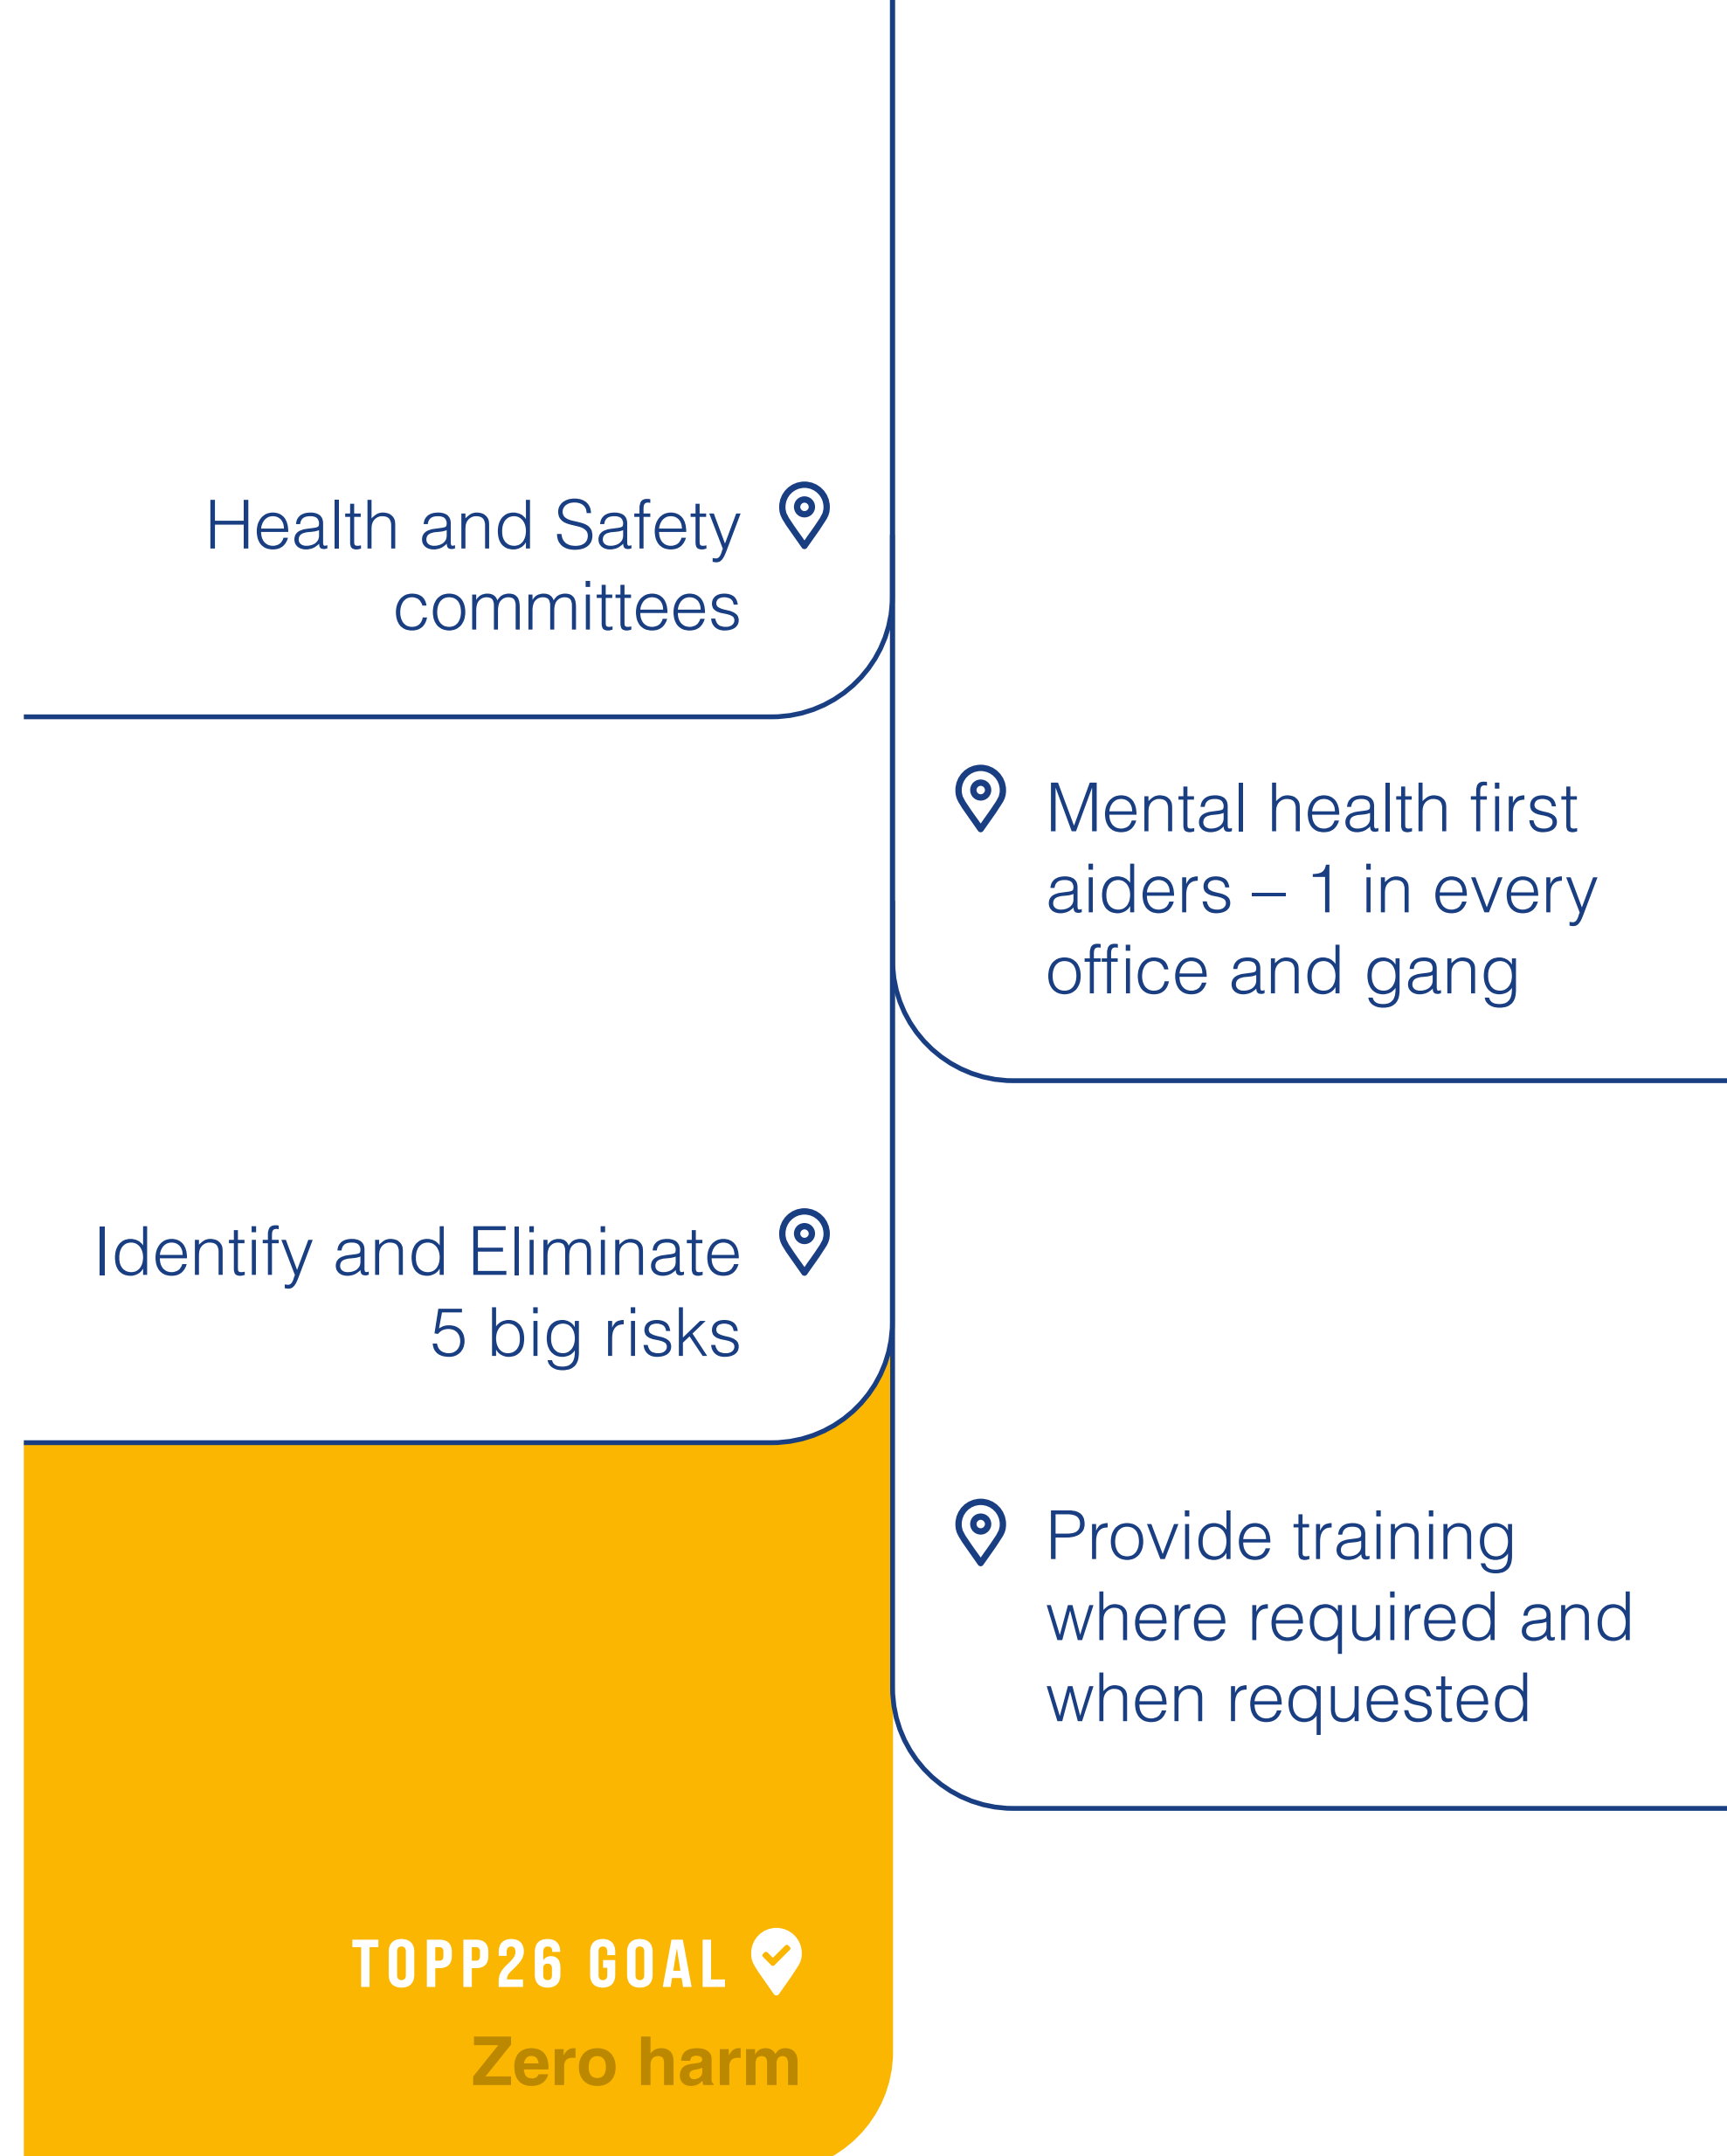 Health and Safety
committees
Mental health first
aiders – 1 in every
office and gang
Identify and Eliminate
5 big risks
Provide training
where required and
when requested
TOPP26 GOAL
Zero harm